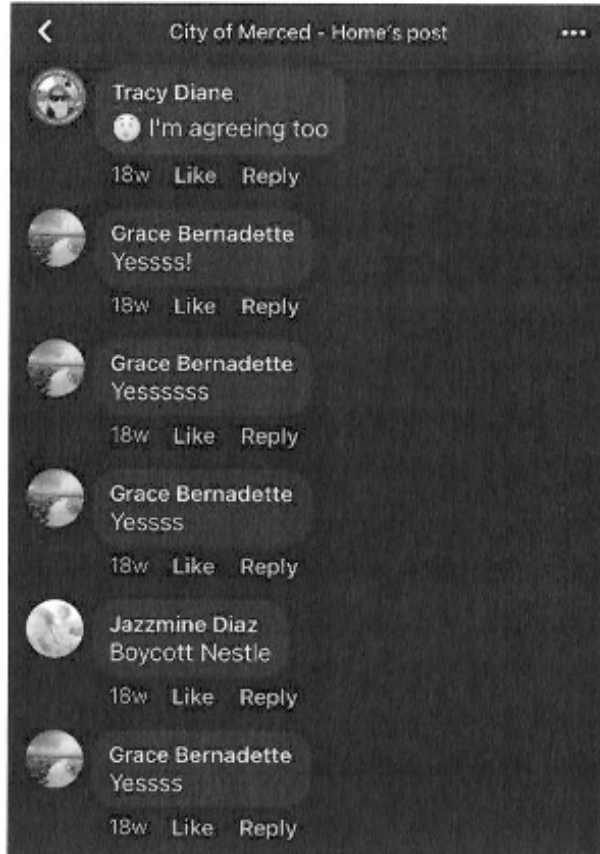 City of Merced - Home's post
Tracy Diane
I'm agreeing too
18w Like Reply
Grace Bernadette
Yessss!
18w Like Reply
Grace Bernadette
Yessssss
18w Like Reply
Grace Bernadette
Yessss
18w Like Reply
Jazzmine Diaz
Boycott Nestle
18w Like Reply
Grace Bernadette
Yessss
18w Like Reply